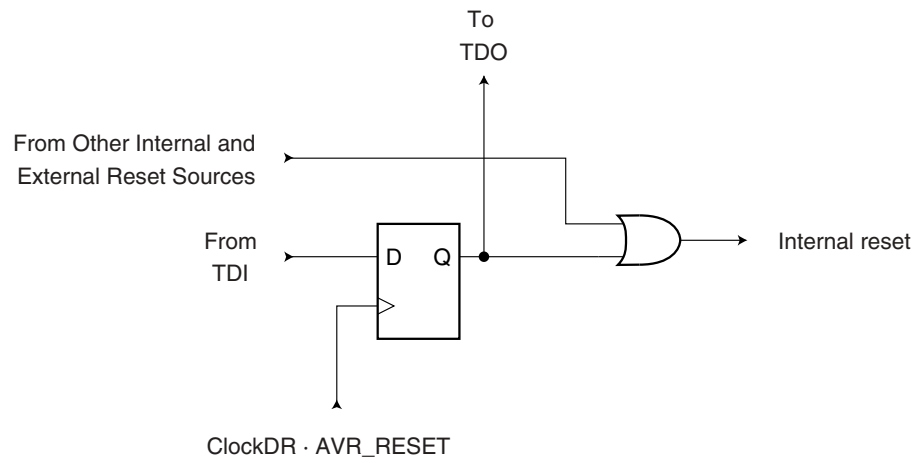 To
TDO
From Other Internal and
External Reset Sources
From
TDI
D Q
Internal reset
ClockDR · AVR_RESET